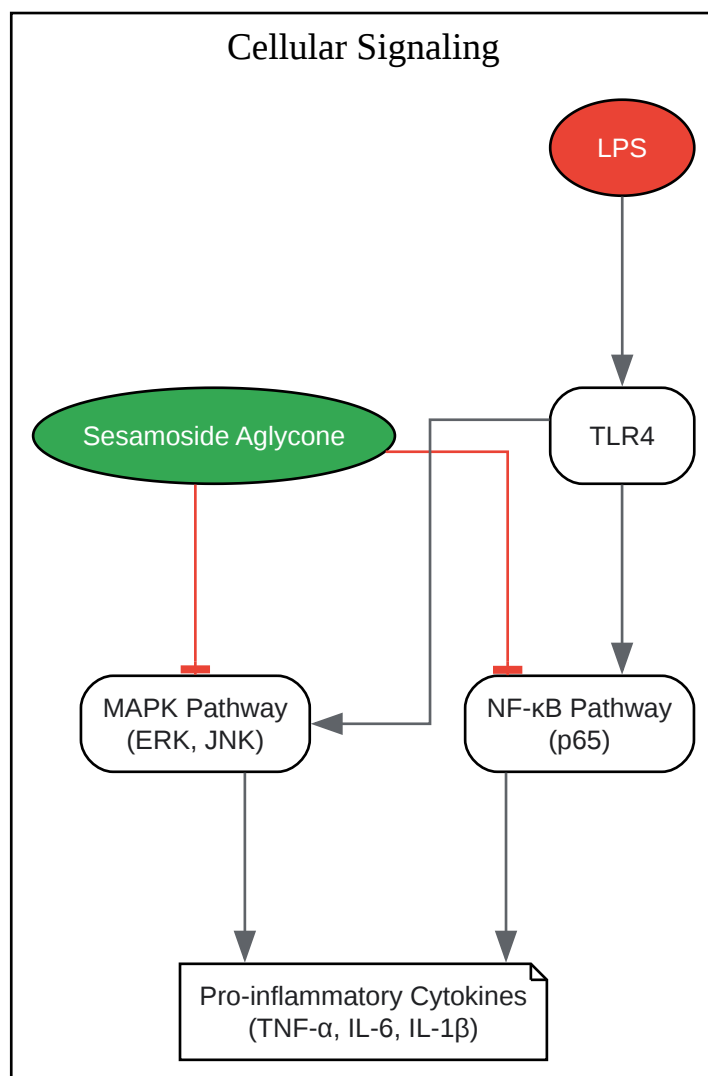 Cellular Signaling
LPS
Sesamoside Aglycone
TLR4
MAPK Pathway
(ERK, JNK)
NF-κB Pathway
(p65)
Pro-inflammatory Cytokines
(TNF-α, IL-6, IL-1β)